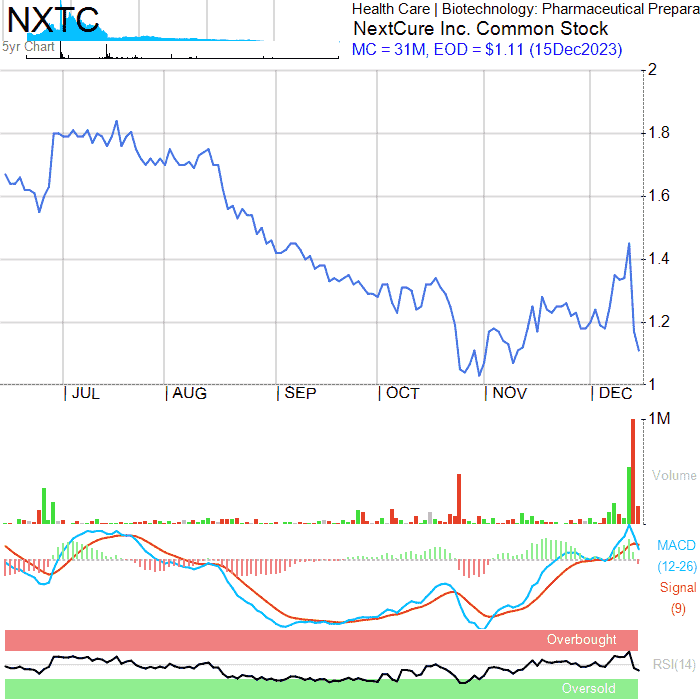 NXTC
5yr Chart
Health Care | Biotechnology: Pharmaceutical Prepara
NextCure Inc. Common Stock
MC = 31M, EOD = $1.11 (15Dec2023)
2
1.8
1.6
1.4
1.2
1
| JUL | AUG | SEP | OCT | NOV | DEC
1M
Volume
MACD
(12-26)
Signal
(9)
Overbought
RSI(14)
Oversold